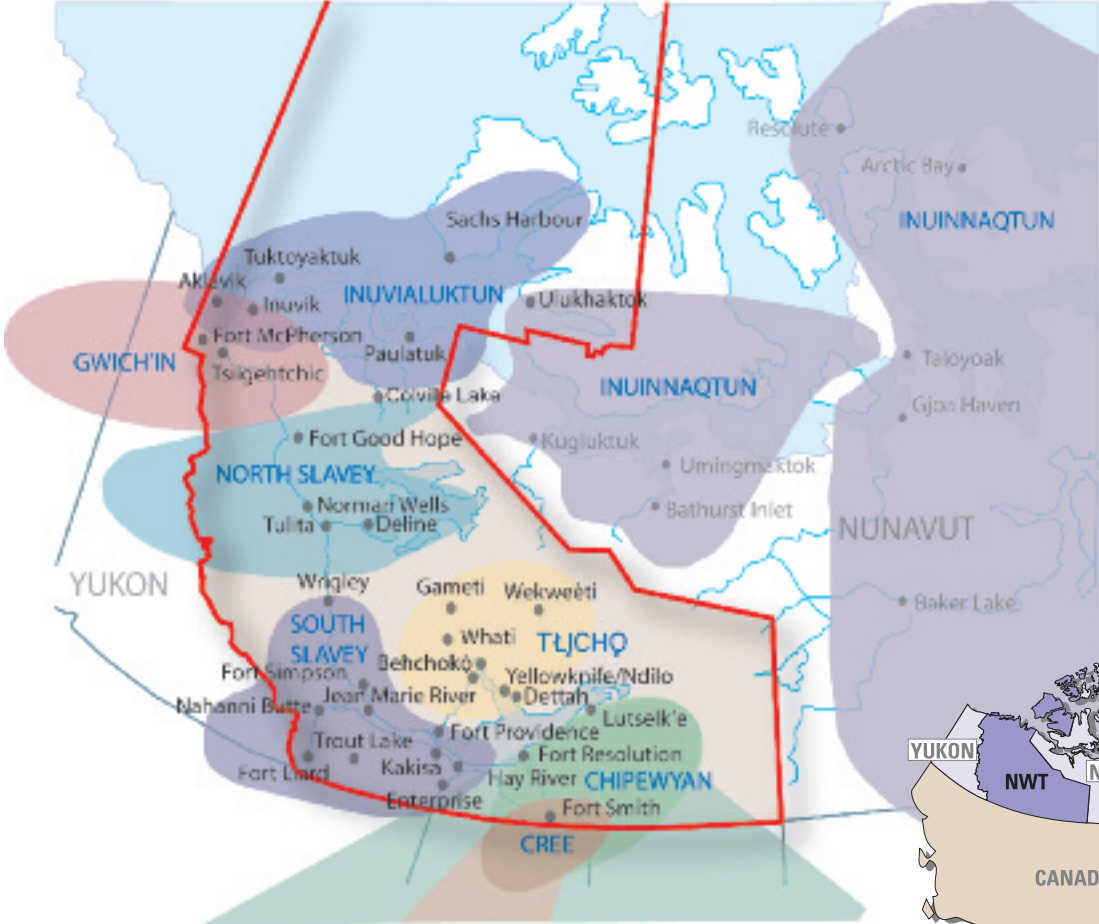 Resolute
Arctic Bay
INUINNAQTUN
Sachs Harbour
Tuktoyaktuk
Aklavik
INUVIALUKTUN
Inuvik
Ulukhaktok
Fort McPherson
GWICH'IN
Paulatuk
Tsiigehtchic
Taloyoak
INUINNAQTUN
Colville Lake
Gjoa Haven
Fort Good Hope
Kugluktuk
NORTH SLAVEY
Umingmaktok
Norman Wells
Bathurst Inlet
Tulita
Deline
NUNAVUT
YUKON
Wrigley
Gameti
Wekweèti
Baker Lake
SOUTH
SLAVEY
Whati
TŁĮCHǪ
Behchokò
Fort Simpson
Yellowknife/Ndilo
Nahanni Butte
Jean Marie River
Dettah
Lutselk'e
Fort Providence
Trout Lake
Fort Resolution
Fort Liard
Kakisa
Hay River
CHIPEWYAN
Enterprise
Fort Smith
CREE
YUKON
NWT
N
CANAD